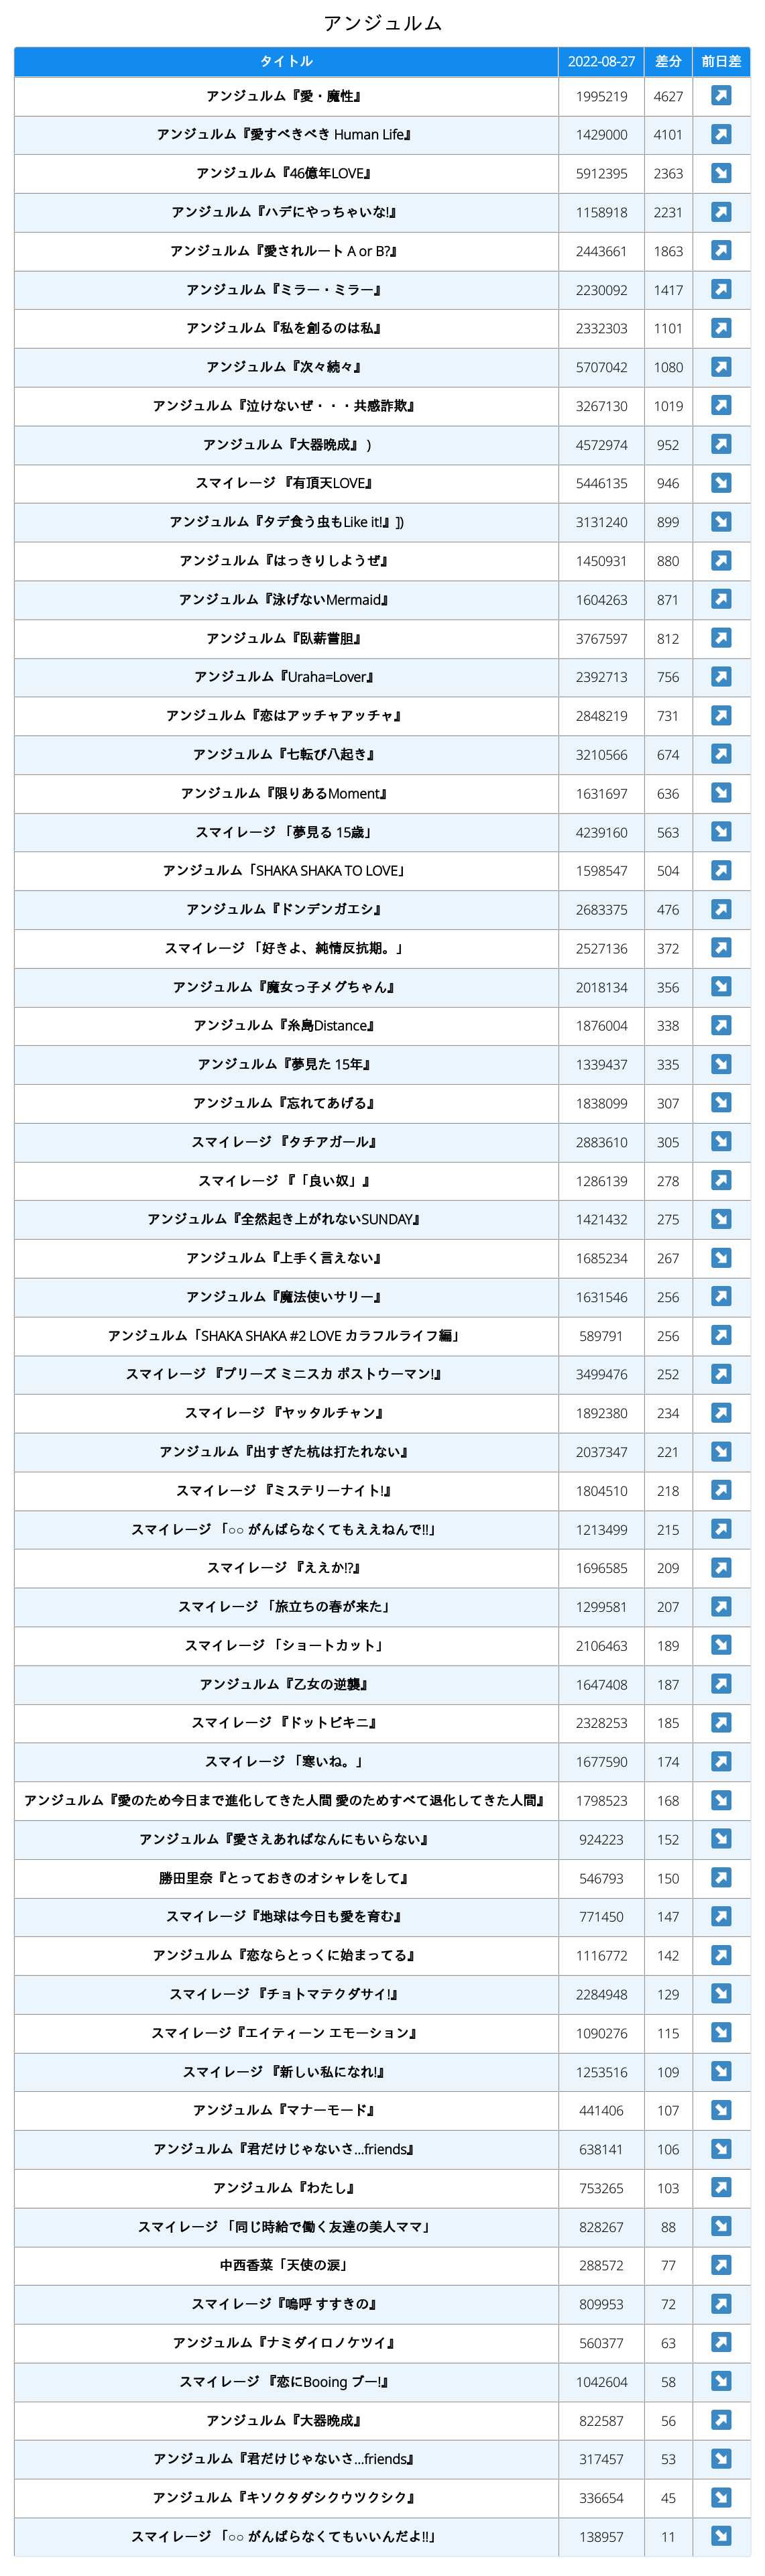 アンジュルム
タイトル 2022-08-27 差分 前日差
アンジュルム『愛・魔性』 1995219 4627
アンジュルム『愛すべきべき Human Life』 1429000 4101
アンジュルム『46億年LOVE』 5912395 2363
アンジュルム『ハデにやっちゃいな!』 1158918 2231
アンジュルム『愛されルート A or B?』 2443661 1863
アンジュルム『ミラー・ミラー』 2230092 1417
アンジュルム『私を創るのは私』 2332303 1101
アンジュルム『次々続々』 5707042 1080
アンジュルム『泣けないぜ・・・共感詐欺』 3267130 1019
アンジュルム『大器晩成』 ) 4572974 952
スマイレージ 『有頂天LOVE』 5446135 946
アンジュルム『タデ食う虫もLike it!』]) 3131240 899
アンジュルム『はっきりしようぜ』 1450931 880
アンジュルム『泳げないMermaid』 1604263 871
アンジュルム『臥薪嘗胆』 3767597 812
アンジュルム『Uraha=Lover』 2392713 756
アンジュルム『恋はアッチャアッチャ』 2848219 731
アンジュルム『七転び八起き』 3210566 674
アンジュルム『限りあるMoment』 1631697 636
スマイレージ 「夢見る 15歳」 4239160 563
アンジュルム「SHAKA SHAKA TO LOVE」 1598547 504
アンジュルム『ドンデンガエシ』 2683375 476
スマイレージ 「好きよ、純情反抗期。」 2527136 372
アンジュルム『魔女っ子メグちゃん』 2018134 356
アンジュルム『糸島Distance』 1876004 338
アンジュルム『夢見た 15年』 1339437 335
アンジュルム『忘れてあげる』 1838099 307
スマイレージ 『タチアガール』 2883610 305
スマイレージ 『「良い奴」』 1286139 278
アンジュルム『全然起き上がれないSUNDAY』 1421432 275
アンジュルム『上手く言えない』 1685234 267
アンジュルム『魔法使いサリー』 1631546 256
アンジュルム「SHAKA SHAKA #2 LOVE カラフルライフ編」 589791 256
スマイレージ 『プリーズ ミニスカ ポストウーマン!』 3499476 252
スマイレージ 『ヤッタルチャン』 1892380 234
アンジュルム『出すぎた杭は打たれない』 2037347 221
スマイレージ 『ミステリーナイト!』 1804510 218
スマイレージ 「○○ がんばらなくてもええねんで!!」 1213499 215
スマイレージ 『ええか!?』 1696585 209
スマイレージ 「旅立ちの春が来た」 1299581 207
スマイレージ 「ショートカット」 2106463 189
アンジュルム『乙女の逆襲』 1647408 187
スマイレージ 『ドットビキニ』 2328253 185
スマイレージ 「寒いね。」 1677590 174
アンジュルム『愛のため今日まで進化してきた人間 愛のためすべて退化してきた人間』 1798523 168
アンジュルム『愛さえあればなんにもいらない』 924223 152
勝田里奈『とっておきのオシャレをして』 546793 150
スマイレージ『地球は今日も愛を育む』 771450 147
アンジュルム『恋ならとっくに始まってる』 1116772 142
スマイレージ 『チョトマテクダサイ!』 2284948 129
スマイレージ『エイティーン エモーション』 1090276 115
スマイレージ 『新しい私になれ!』 1253516 109
アンジュルム『マナーモード』 441406 107
アンジュルム『君だけじゃないさ...friends』 638141 106
アンジュルム『わたし』 753265 103
スマイレージ 「同じ時給で働く友達の美人ママ」 828267 88
中西香菜「天使の涙」 288572 77
スマイレージ『嗚呼 すすきの』 809953 72
アンジュルム『ナミダイロノケツイ』 560377 63
スマイレージ 『恋にBooing ブー!』 1042604 58
アンジュルム『大器晩成』 822587 56
アンジュルム『君だけじゃないさ...friends』 317457 53
アンジュルム『キソクタダシクウツクシク』 336654 45
スマイレージ 「○○ がんばらなくてもいいんだよ!!」 138957 11